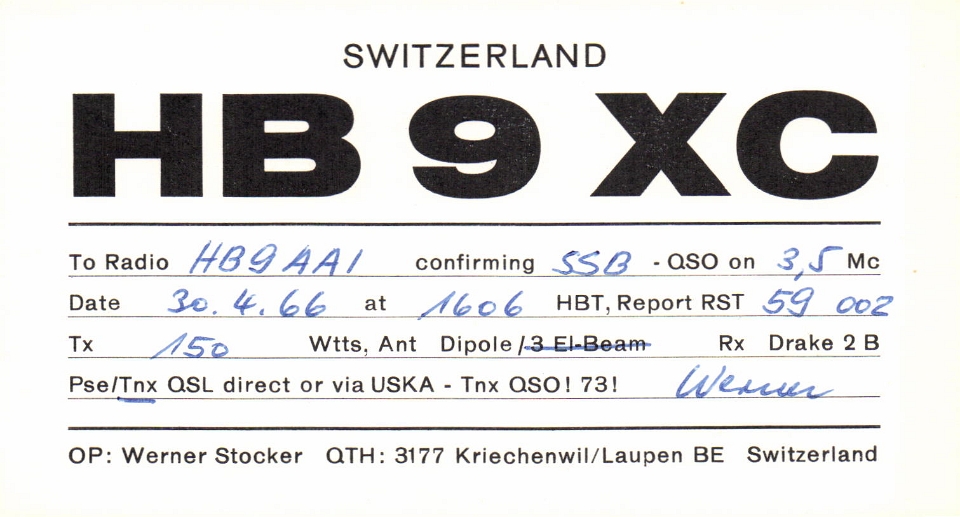 SWITZERLAND
HB 9 XC
To Radio HB9AAI confirming SSB - QSO on 3,5 Mc
Date 30.4.66 at 1606 HBT, Report RST 59 002
Tx 150 Wtts, Ant Dipole/3 El-Beam Rx Drake 2 B
Pse/Tnx QSL direct or via USKA - Tnx QSO! 73! Werner
OP: Werner Stocker QTH: 3177 Kriechenwil/Laupen BE Switzerland